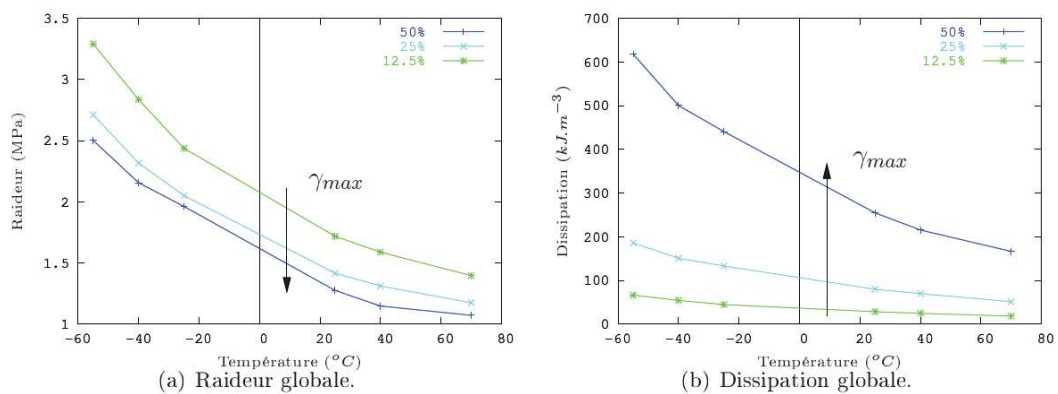 3.5
3
2.5
2
1.5
1
Raideur (MPa)
50%
25%
12.5%
γmax
−60 −40 −20 0 20 40 60 80
Température (°C)
(a) Raideur globale.
700
600
500
400
300
200
100
0
Dissipation (kJ.m⁻³)
50%
25%
12.5%
γmax
−60 −40 −20 0 20 40 60 80
Température (°C)
(b) Dissipation globale.